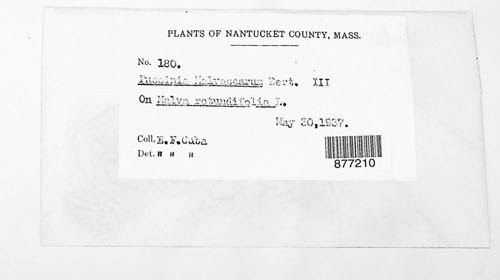 PLANTS OF NANTUCKET COUNTY, MASS.
No. 180.
Puccinia Malvacearum Bert. III
On Malva rotundifolia L.
May 30,1937.
Coll. E.F.Guba
Det. " " "
877210